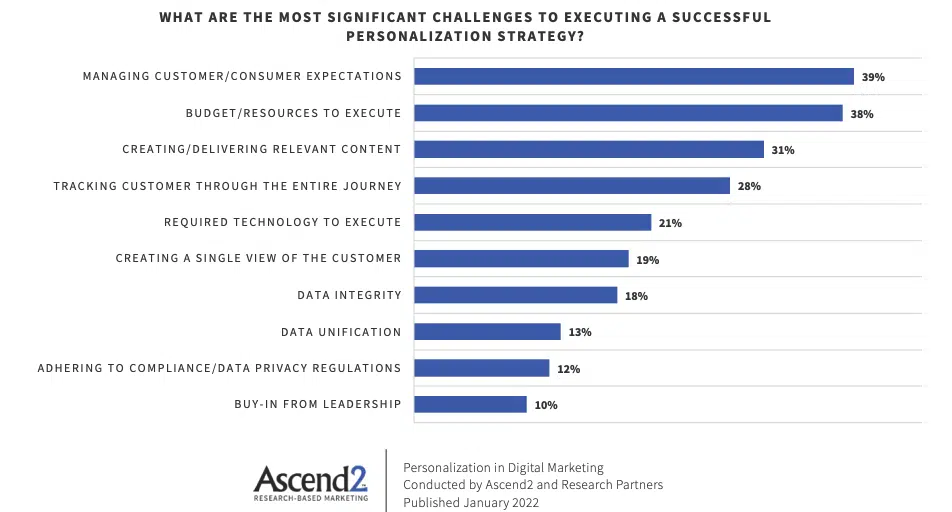 WHAT ARE THE MOST SIGNIFICANT CHALLENGES TO EXECUTING A SUCCESSFUL
PERSONALIZATION STRATEGY?
MANAGING CUSTOMER/CONSUMER EXPECTATIONS 39%
BUDGET/RESOURCES TO EXECUTE 38%
CREATING/DELIVERING RELEVANT CONTENT 31%
TRACKING CUSTOMER THROUGH THE ENTIRE JOURNEY 28%
REQUIRED TECHNOLOGY TO EXECUTE 21%
CREATING A SINGLE VIEW OF THE CUSTOMER 19%
DATA INTEGRITY 18%
DATA UNIFICATION 13%
ADHERING TO COMPLIANCE/DATA PRIVACY REGULATIONS 12%
BUY-IN FROM LEADERSHIP 10%
Ascend2
RESEARCH-BASED MARKETING
Personalization in Digital Marketing
Conducted by Ascend2 and Research Partners
Published January 2022